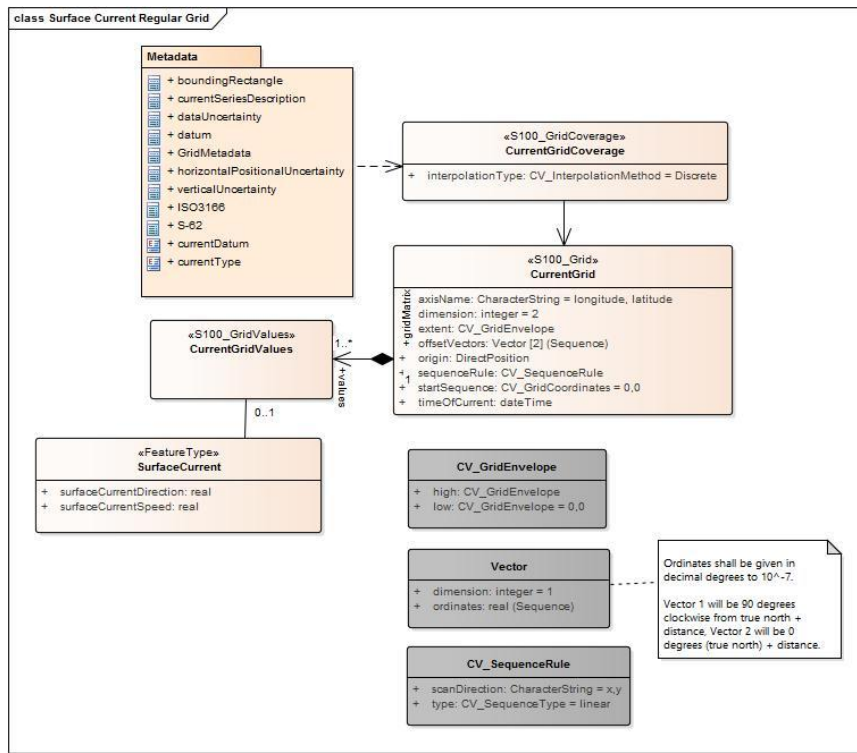 class Surface Current Regular Grid
Metadata
+ boundingRectangle
+ currentSeriesDescription
+ dataUncertainty
+ datum
+ GridMetadata
+ horizontalPositionalUncertainty
+ verticalUncertainty
+ ISO3166
+ S-62
+ currentDatum
+ currentType
«S100_GridCoverage»
CurrentGridCoverage
+ interpolationType: CV_InterpolationMethod = Discrete
«S100_Grid»
CurrentGrid
axisName: CharacterString = longitude, latitude
dimension: integer = 2
extent: CV_GridEnvelope
offsetVectors: Vector [2] (Sequence)
+ origin: DirectPosition
+ sequenceRule: CV_SequenceRule
startSequence: CV_GridCoordinates = 0,0
+ timeOfCurrent: dateTime
+gridMatrix
1
«S100_GridValues»
CurrentGridValues
1..*
+values
0..1
«FeatureType»
SurfaceCurrent
+ surfaceCurrentDirection: real
+ surfaceCurrentSpeed: real
CV_GridEnvelope
+ high: CV_GridEnvelope
+ low: CV_GridEnvelope = 0,0
Vector
+ dimension: integer = 1
+ ordinates: real (Sequence)
Ordinates shall be given in
decimal degrees to 10^-7.
Vector 1 will be 90 degrees
clockwise from true north +
distance, Vector 2 will be 0
degrees (true north) + distance.
CV_SequenceRule
+ scanDirection: CharacterString = x,y
+ type: CV_SequenceType = linear